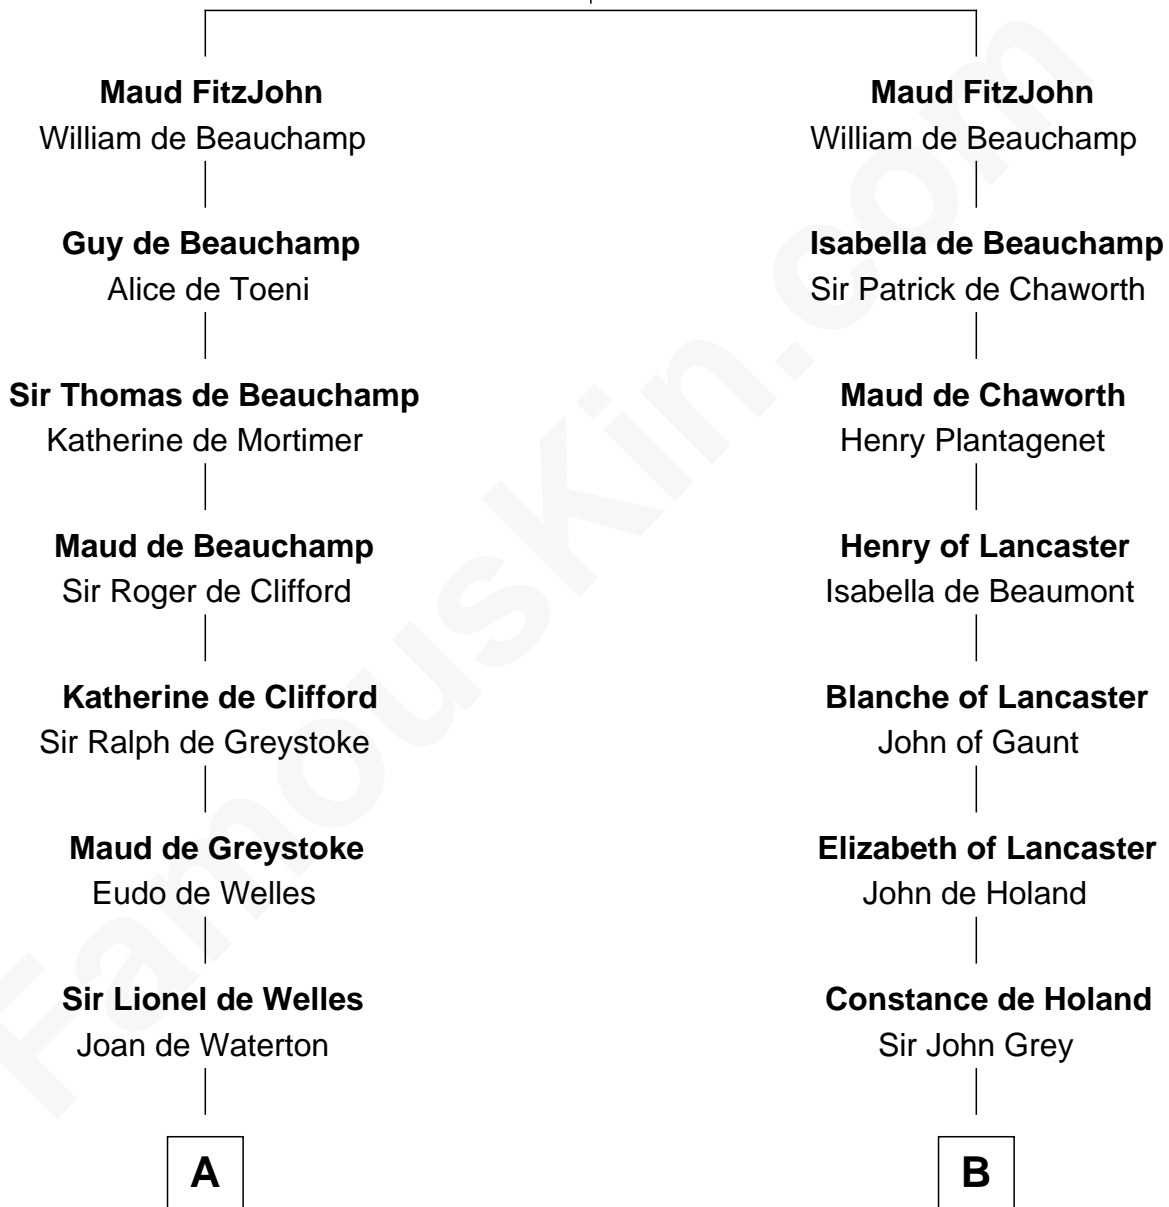 Maud FitzJohn
William de Beauchamp
Guy de Beauchamp
Alice de Toeni
Sir Thomas de Beauchamp
Katherine de Mortimer
Maud de Beauchamp
Sir Roger de Clifford
Katherine de Clifford
Sir Ralph de Greystoke
Maud de Greystoke
Eudo de Welles
Sir Lionel de Welles
Joan de Waterton
A
Maud FitzJohn
William de Beauchamp
Isabella de Beauchamp
Sir Patrick de Chaworth
Maud de Chaworth
Henry Plantagenet
Henry of Lancaster
Isabella de Beaumont
Blanche of Lancaster
John of Gaunt
Elizabeth of Lancaster
John de Holand
Constance de Holand
Sir John Grey
B
FamousKin.com